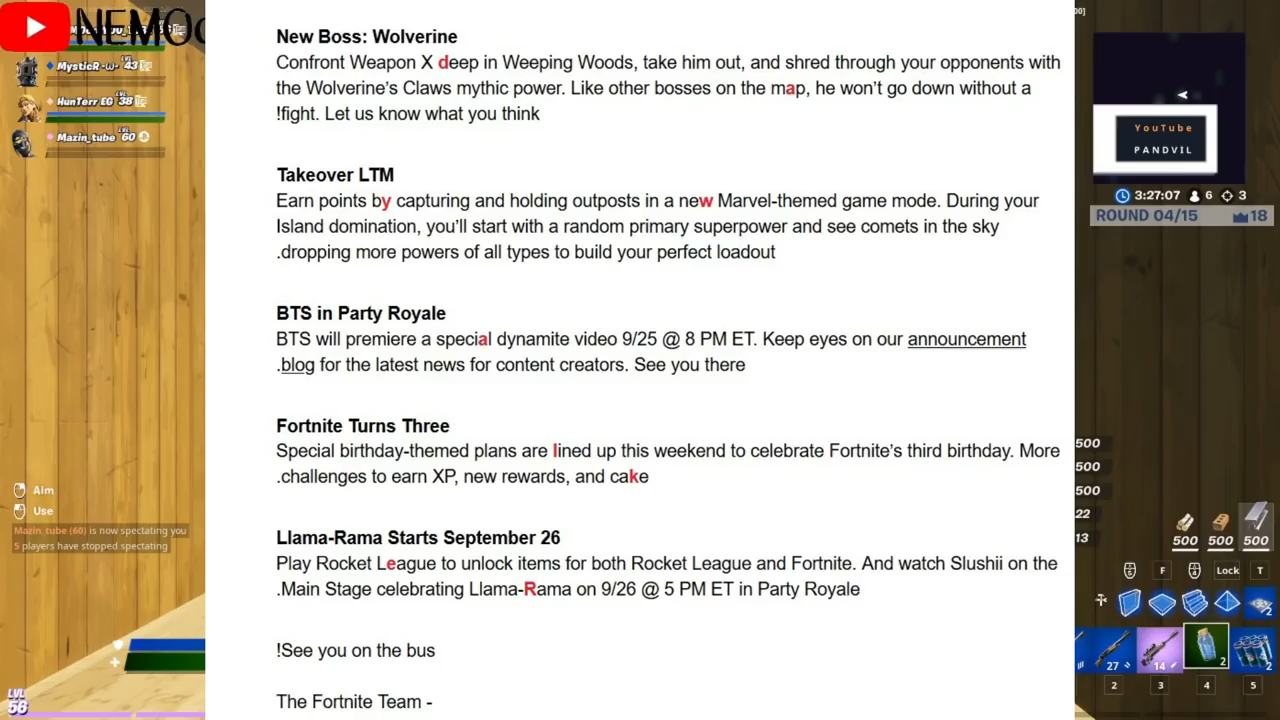 NEMO
MysticR -ω- LVL 43
HunTerr EG LVL 38
Mazin_tube LVL 60
New Boss: Wolverine
Confront Weapon X deep in Weeping Woods, take him out, and shred through your opponents with
the Wolverine's Claws mythic power. Like other bosses on the map, he won't go down without a
!fight. Let us know what you think
Takeover LTM
Earn points by capturing and holding outposts in a new Marvel-themed game mode. During your
Island domination, you'll start with a random primary superpower and see comets in the sky
.dropping more powers of all types to build your perfect loadout
BTS in Party Royale
BTS will premiere a special dynamite video 9/25 @ 8 PM ET. Keep eyes on our announcement
.blog for the latest news for content creators. See you there
Fortnite Turns Three
Special birthday-themed plans are lined up this weekend to celebrate Fortnite's third birthday. More
.challenges to earn XP, new rewards, and cake
Llama-Rama Starts September 26
Play Rocket League to unlock items for both Rocket League and Fortnite. And watch Slushii on the
.Main Stage celebrating Llama-Rama on 9/26 @ 5 PM ET in Party Royale
!See you on the bus
The Fortnite Team -
YouTube
PANDVIL
3:27:07 6 3
ROUND 04/15 18
Aim
Use
Mazin_tube (60) is now spectating you
5 players have stopped spectating
500
500
500
22
13
500 500 500
F Lock T
2
27 14 2 2
2 3 4 5
LVL
56